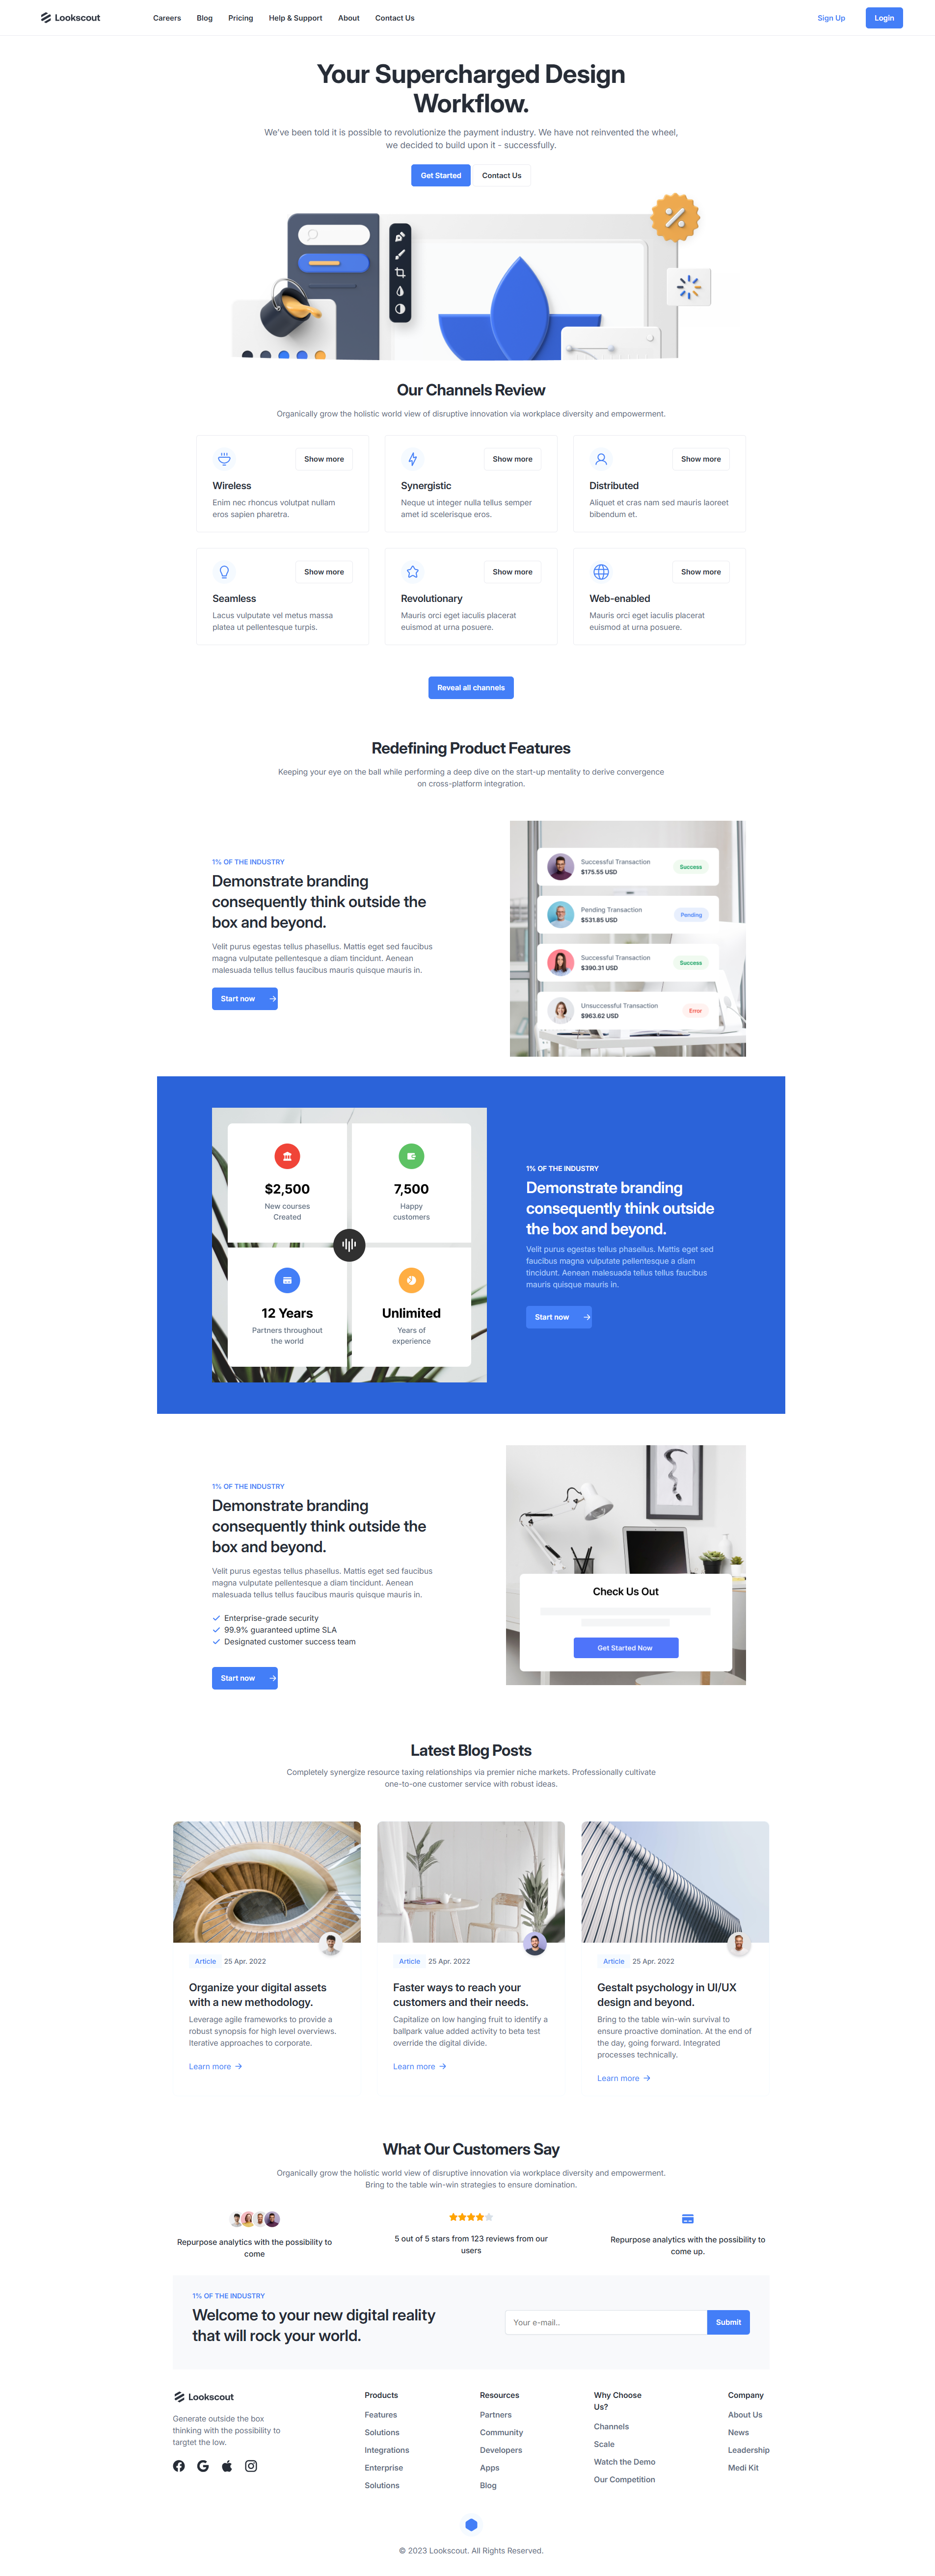 Lookscout
Careers
Blog
Pricing
Help & Support
About
Contact Us
Sign Up
Login
Your Supercharged Design
Workflow.
We've been told it is possible to revolutionize the payment industry. We have not reinvented the wheel,
we decided to build upon it - successfully.
Get Started
Contact Us
Our Channels Review
Organically grow the holistic world view of disruptive innovation via workplace diversity and empowerment.
Show more
Wireless
Enim nec rhoncus volutpat nullam
eros sapien pharetra.
Show more
Synergistic
Neque ut integer nulla tellus semper
amet id scelerisque eros.
Show more
Distributed
Aliquet et cras nam sed mauris laoreet
bibendum et.
Show more
Seamless
Lacus vulputate vel metus massa
platea ut pellentesque turpis.
Show more
Revolutionary
Mauris orci eget iaculis placerat
euismod at urna posuere.
Show more
Web-enabled
Mauris orci eget iaculis placerat
euismod at urna posuere.
Reveal all channels
Redefining Product Features
Keeping your eye on the ball while performing a deep dive on the start-up mentality to derive convergence
on cross-platform integration.
1% OF THE INDUSTRY
Demonstrate branding
consequently think outside the
box and beyond.
Velit purus egestas tellus phasellus. Mattis eget sed faucibus
magna vulputate pellentesque a diam tincidunt. Aenean
malesuada tellus tellus faucibus mauris quisque mauris in.
Start now
Successful Transaction
$175.55 USD
Success
Pending Transaction
$531.85 USD
Pending
Successful Transaction
$390.31 USD
Success
Unsuccessful Transaction
$963.62 USD
Error
$2,500
New courses
Created
7,500
Happy
customers
12 Years
Partners throughout
the world
Unlimited
Years of
experience
1% OF THE INDUSTRY
Demonstrate branding
consequently think outside
the box and beyond.
Velit purus egestas tellus phasellus. Mattis eget sed
faucibus magna vulputate pellentesque a diam
tincidunt. Aenean malesuada tellus tellus faucibus
mauris quisque mauris in.
Start now
1% OF THE INDUSTRY
Demonstrate branding
consequently think outside the
box and beyond.
Velit purus egestas tellus phasellus. Mattis eget sed faucibus
magna vulputate pellentesque a diam tincidunt. Aenean
malesuada tellus tellus faucibus mauris quisque mauris in.
Enterprise-grade security
99.9% guaranteed uptime SLA
Designated customer success team
Start now
Check Us Out
Get Started Now
Latest Blog Posts
Completely synergize resource taxing relationships via premier niche markets. Professionally cultivate
one-to-one customer service with robust ideas.
Article
25 Apr. 2022
Organize your digital assets
with a new methodology.
Leverage agile frameworks to provide a
robust synopsis for high level overviews.
Iterative approaches to corporate.
Learn more
Article
25 Apr. 2022
Faster ways to reach your
customers and their needs.
Capitalize on low hanging fruit to identify a
ballpark value added activity to beta test
override the digital divide.
Learn more
Article
25 Apr. 2022
Gestalt psychology in UI/UX
design and beyond.
Bring to the table win-win survival to
ensure proactive domination. At the end of
the day, going forward. Integrated
processes technically.
Learn more
What Our Customers Say
Organically grow the holistic world view of disruptive innovation via workplace diversity and empowerment.
Bring to the table win-win strategies to ensure domination.
Repurpose analytics with the possibility to
come
5 out of 5 stars from 123 reviews from our
users
Repurpose analytics with the possibility to
come up.
1% OF THE INDUSTRY
Welcome to your new digital reality
that will rock your world.
Your e-mail..
Submit
Lookscout
Generate outside the box
thinking with the possibility to
targtet the low.
Products
Features
Solutions
Integrations
Enterprise
Solutions
Resources
Partners
Community
Developers
Apps
Blog
Why Choose
Us?
Channels
Scale
Watch the Demo
Our Competition
Company
About Us
News
Leadership
Medi Kit
© 2023 Lookscout. All Rights Reserved.